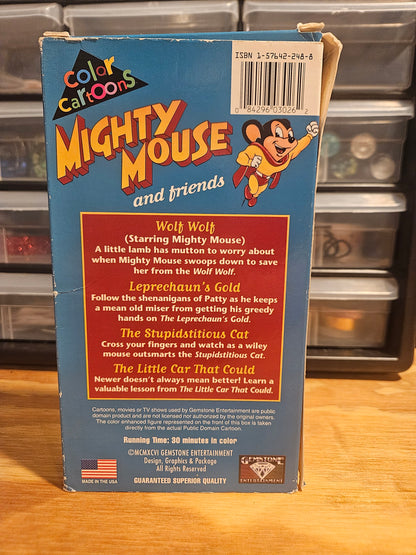 ISBN 1-57642-248-8
0 84296 03026 2
Color
Cartoons
MIGHTY
MOUSE
and friends
Wolf Wolf
(Starring Mighty Mouse)
A little lamb has mutton to worry about
when Mighty Mouse swoops down to save
her from the Wolf Wolf.
Leprechaun's Gold
Follow the shenanigans of Patty as he keeps
a mean old miser from getting his greedy
hands on The Leprechaun's Gold.
The Stupidstitious Cat
Cross your fingers and watch as a wiley
mouse outsmarts the Stupidstitious Cat.
The Little Car That Could
Newer doesn't always mean better! Learn a
valuable lesson from The Little Car That Could.
Cartoons, movies or TV shows used by Gemstone Entertainment are public
domain product and are not licensed nor authorized by the original owners.
The color enhanced figure represented on the front of this box is taken
directly from the actual Public Domain Cartoon.
Running Time: 30 minutes in color
©MCMXCVI GEMSTONE ENTERTAINMENT
Design, Graphics & Package
All Rights Reserved
MADE IN THE USA
GUARANTEED SUPERIOR QUALITY
GEMSTONE
ENTERTAINMENT